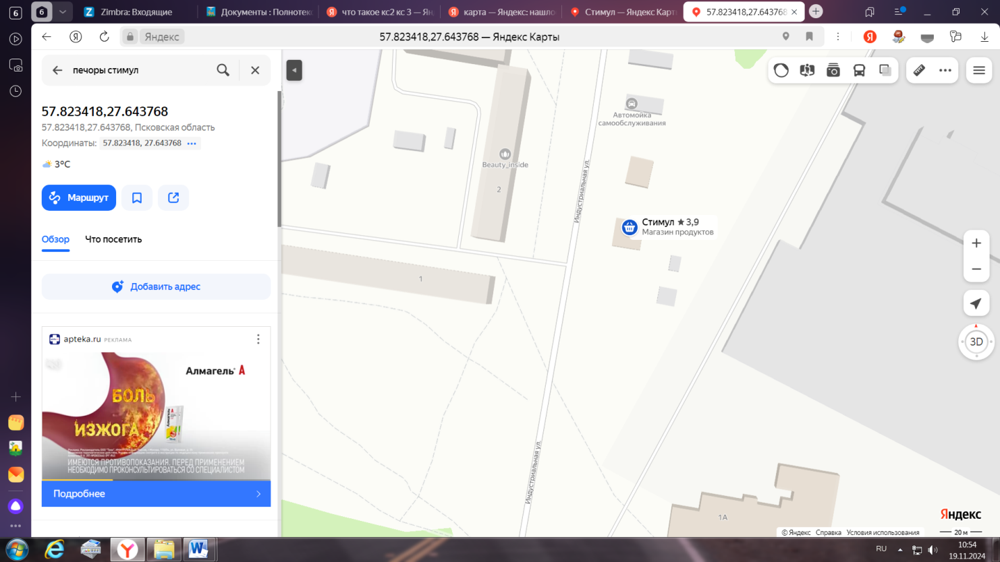 6
6
Zimbra: Входящие
Документы : Полнотек
что такое кс2 кс 3 — Ян
карта — Яндекс: нашло
Стимул — Яндекс Карт
57.823418,27.643768
Яндекс
57.823418,27.643768 — Яндекс Карты
печоры стимул
57.823418,27.643768
57.823418,27.643768, Псковская область
Координаты: 57.823418, 27.643768
3°C
Маршрут
Обзор
Что посетить
Добавить адрес
apteka.ru РЕКЛАМА
Алмагель А
БОЛЬ
ИЗЖОГА
ИМЕЮТСЯ ПРОТИВОПОКАЗАНИЯ. ПЕРЕД ПРИМЕНЕНИЕМ
НЕОБХОДИМО ПРОКОНСУЛЬТИРОВАТЬСЯ СО СПЕЦИАЛИСТОМ
Подробнее
Автомойка
самообслуживания
Beauty_inside
2
Индустриальная ул.
Стимул ★ 3,9
Магазин продуктов
1
Индустриальная ул.
1А
3D
Яндекс
© Яндекс Справка Условия использования
20 м
RU
10:54
19.11.2024